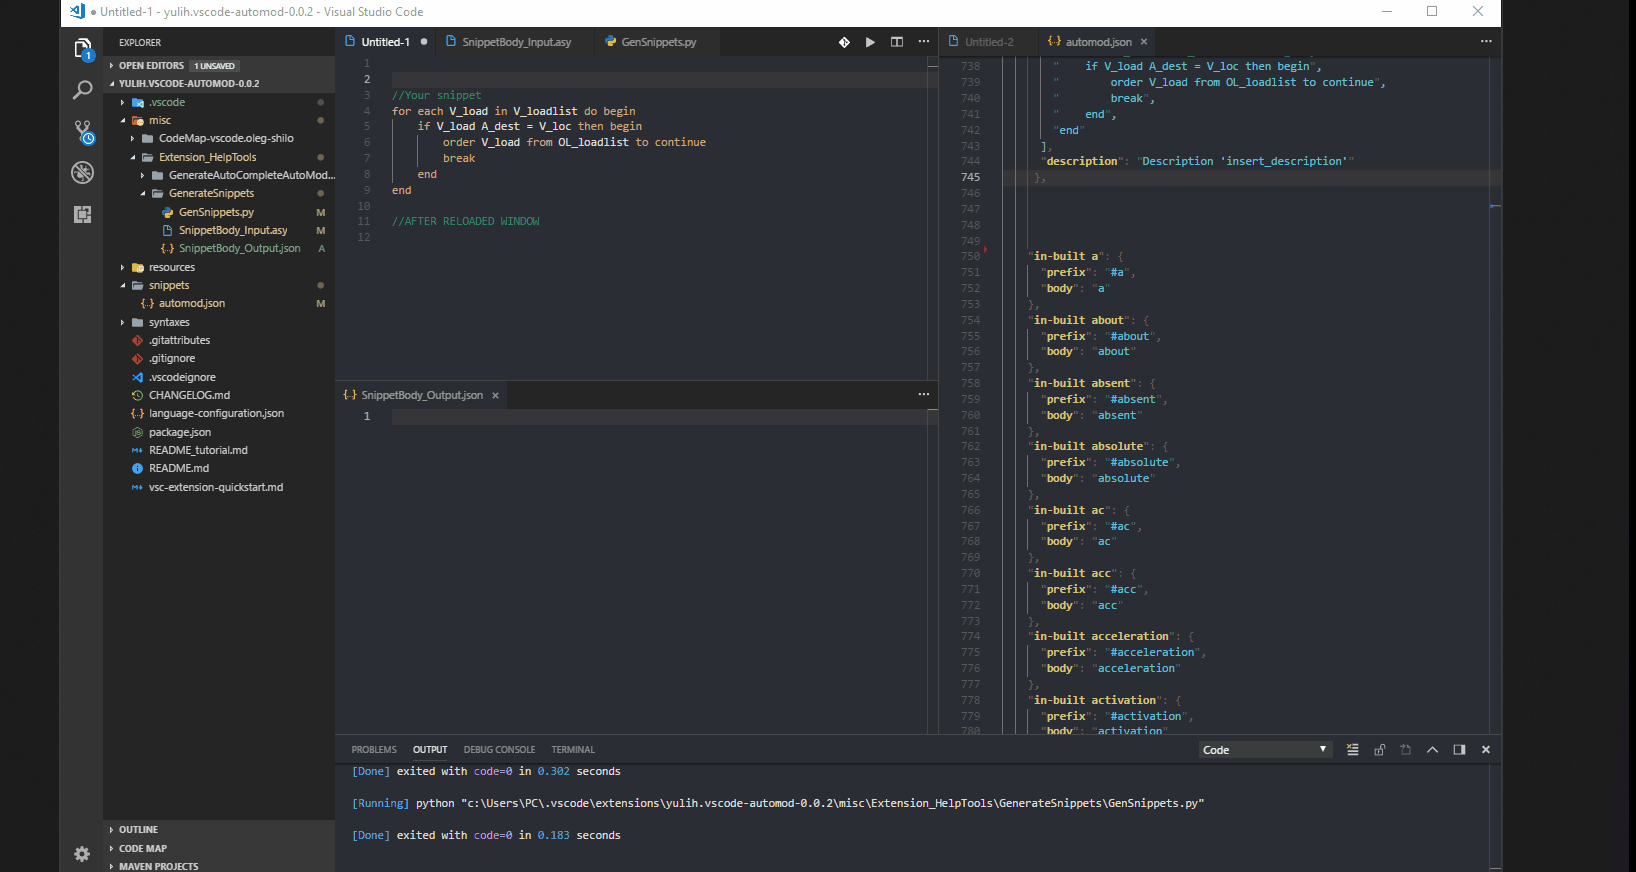 ● Untitled-1 - yulih.vscode-automod-0.0.2 - Visual Studio Code
EXPLORER
OPEN EDITORS 1 UNSAVED
YULIH.VSCODE-AUTOMOD-0.0.2
.vscode
misc
CodeMap-vscode.oleg-shilo
Extension_HelpTools
GenerateAutoCompleteAutoMod...
GenerateSnippets
GenSnippets.py M
SnippetBody_Input.asy M
SnippetBody_Output.json A
resources
snippets
automod.json M
syntaxes
.gitattributes
.gitignore
.vscodeignore
CHANGELOG.md
language-configuration.json
package.json
README_tutorial.md
README.md
vsc-extension-quickstart.md
OUTLINE
CODE MAP
MAVEN PROJECTS
1
Untitled-1 ● SnippetBody_Input.asy GenSnippets.py
1
2
3 //Your snippet
4 for each V_load in V_loadlist do begin
5 if V_load A_dest = V_loc then begin
6 order V_load from OL_loadlist to continue
7 break
8 end
9 end
10
11 //AFTER RELOADED WINDOW
12
SnippetBody_Output.json ×
1
Untitled-2 automod.json ×
738 "    if V_load A_dest = V_loc then begin",
739 "        order V_load from OL_loadlist to continue",
740 "        break",
741 "    end",
742 "end"
743 ],
744 "description": "Description 'insert_description'"
745 },
746
747
748
749
750 "in-built a": {
751 "prefix": "#a",
752 "body": "a"
753 },
754 "in-built about": {
755 "prefix": "#about",
756 "body": "about"
757 },
758 "in-built absent": {
759 "prefix": "#absent",
760 "body": "absent"
761 },
762 "in-built absolute": {
763 "prefix": "#absolute",
764 "body": "absolute"
765 },
766 "in-built ac": {
767 "prefix": "#ac",
768 "body": "ac"
769 },
770 "in-built acc": {
771 "prefix": "#acc",
772 "body": "acc"
773 },
774 "in-built acceleration": {
775 "prefix": "#acceleration",
776 "body": "acceleration"
777 },
778 "in-built activation": {
779 "prefix": "#activation",
780 "body": "activation"
PROBLEMS OUTPUT DEBUG CONSOLE TERMINAL Code
[Done] exited with code=0 in 0.302 seconds
[Running] python "c:\Users\PC\.vscode\extensions\yulih.vscode-automod-0.0.2\misc\Extension_HelpTools\GenerateSnippets\GenSnippets.py"
[Done] exited with code=0 in 0.183 seconds